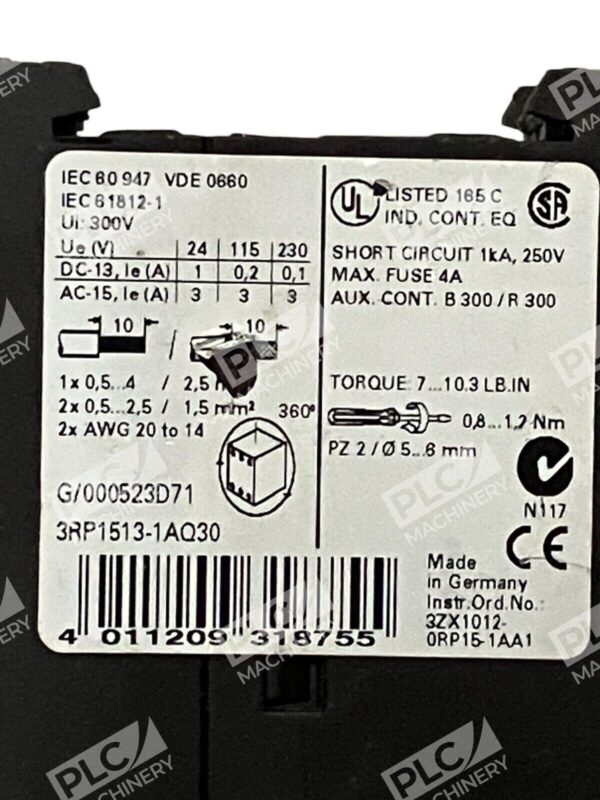 IEC 60 947 VDE 0660
IEC 61812-1
Ui: 300V
Ue (V) 24 115 230
DC-13, Ie (A) 1 0,2 0,1
AC-15, Ie (A) 3 3 3
10 / 10
1 x 0,5...4 / 2,5
2x 0,5...2,5 / 1,5 mm²
2x AWG 20 to 14
360°
G/000523D71
3RP1513-1AQ30
4 011209 318755
UL LISTED 165 C
IND. CONT. EQ
SA
SHORT CIRCUIT 1kA, 250V
MAX. FUSE 4A
AUX. CONT. B 300 / R 300
TORQUE: 7...10.3 LB.IN
0,8...1,2 Nm
PZ 2 / Ø 5...6 mm
N117
CE
Made
in Germany
Instr.Ord.No.:
3ZX1012-
0RP15-1AA1
PLC MACHINERY